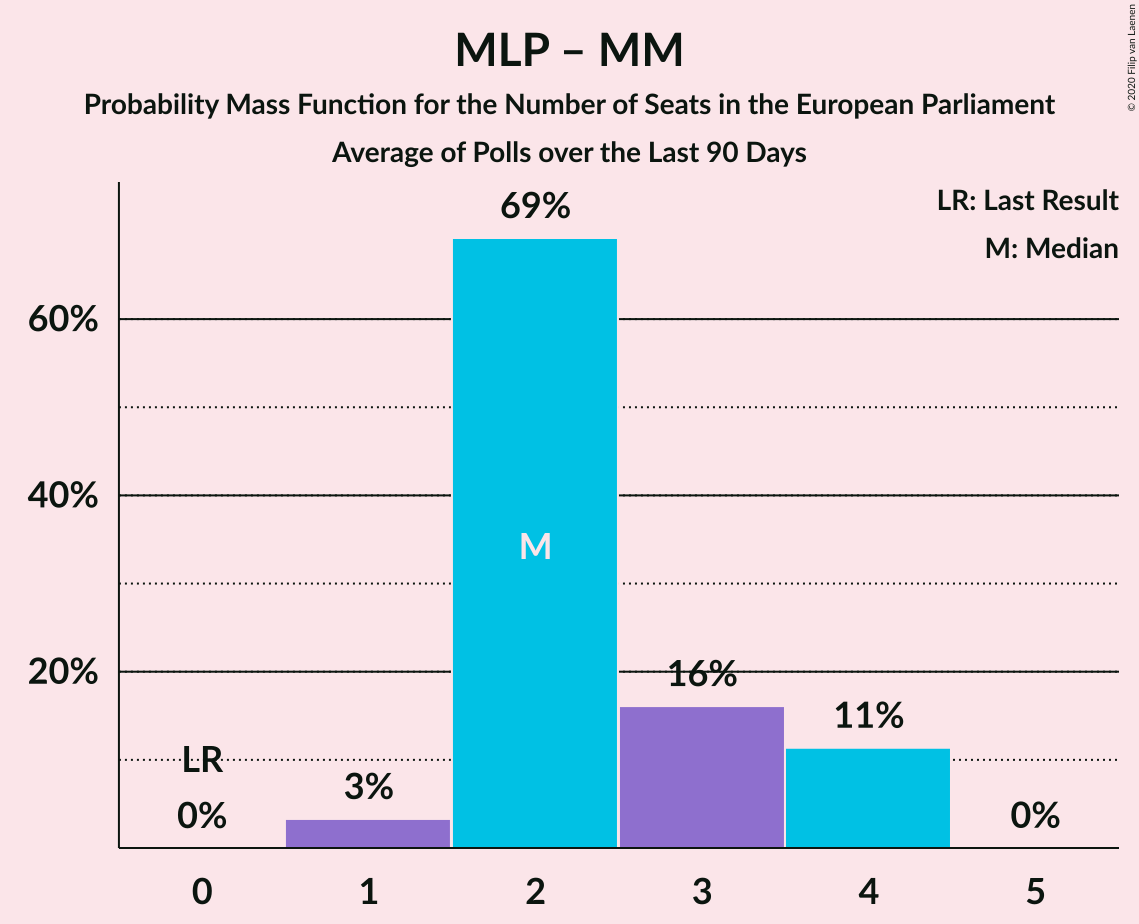 MLP – MM
Probability Mass Function for the Number of Seats in the European Parliament
Average of Polls over the Last 90 Days
© 2020 Filip van Laenen
LR: Last Result
M: Median
69%
60%
40%
M
20%
16%
11%
LR
3%
0%
0%
0 1 2 3 4 5